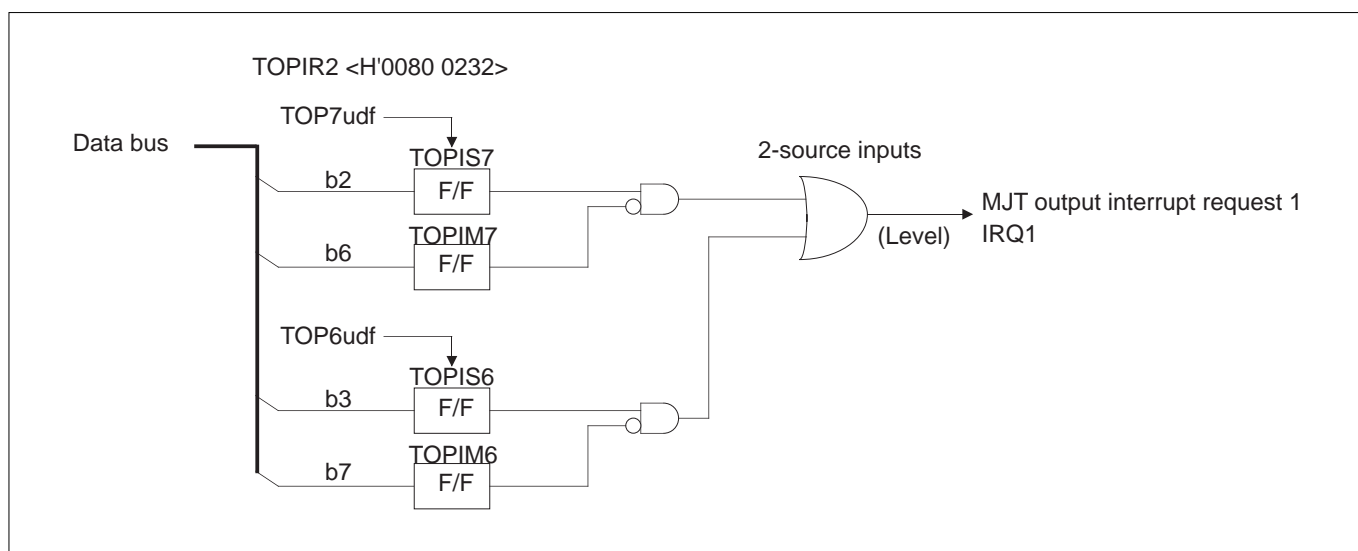 TOPIR2 <H'0080 0232>
TOP7udf
Data bus
TOPIS7
2-source inputs
b2
F/F
MJT output interrupt request 1
TOPIM7
(Level)
IRQ1
b6
F/F
TOP6udf
TOPIS6
b3
F/F
TOPIM6
b7
F/F